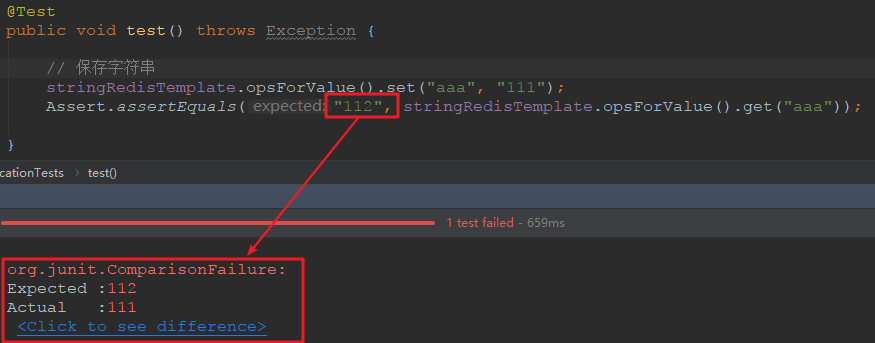 @Test
public void test() throws Exception {
// 保存字符串
stringRedisTemplate.opsForValue().set("aaa", "111");
Assert.assertEquals( expected: "112", stringRedisTemplate.opsForValue().get("aaa"));
}
cationTests › test()
1 test failed - 659ms
org.junit.ComparisonFailure:
Expected :112
Actual   :111
<Click to see difference>